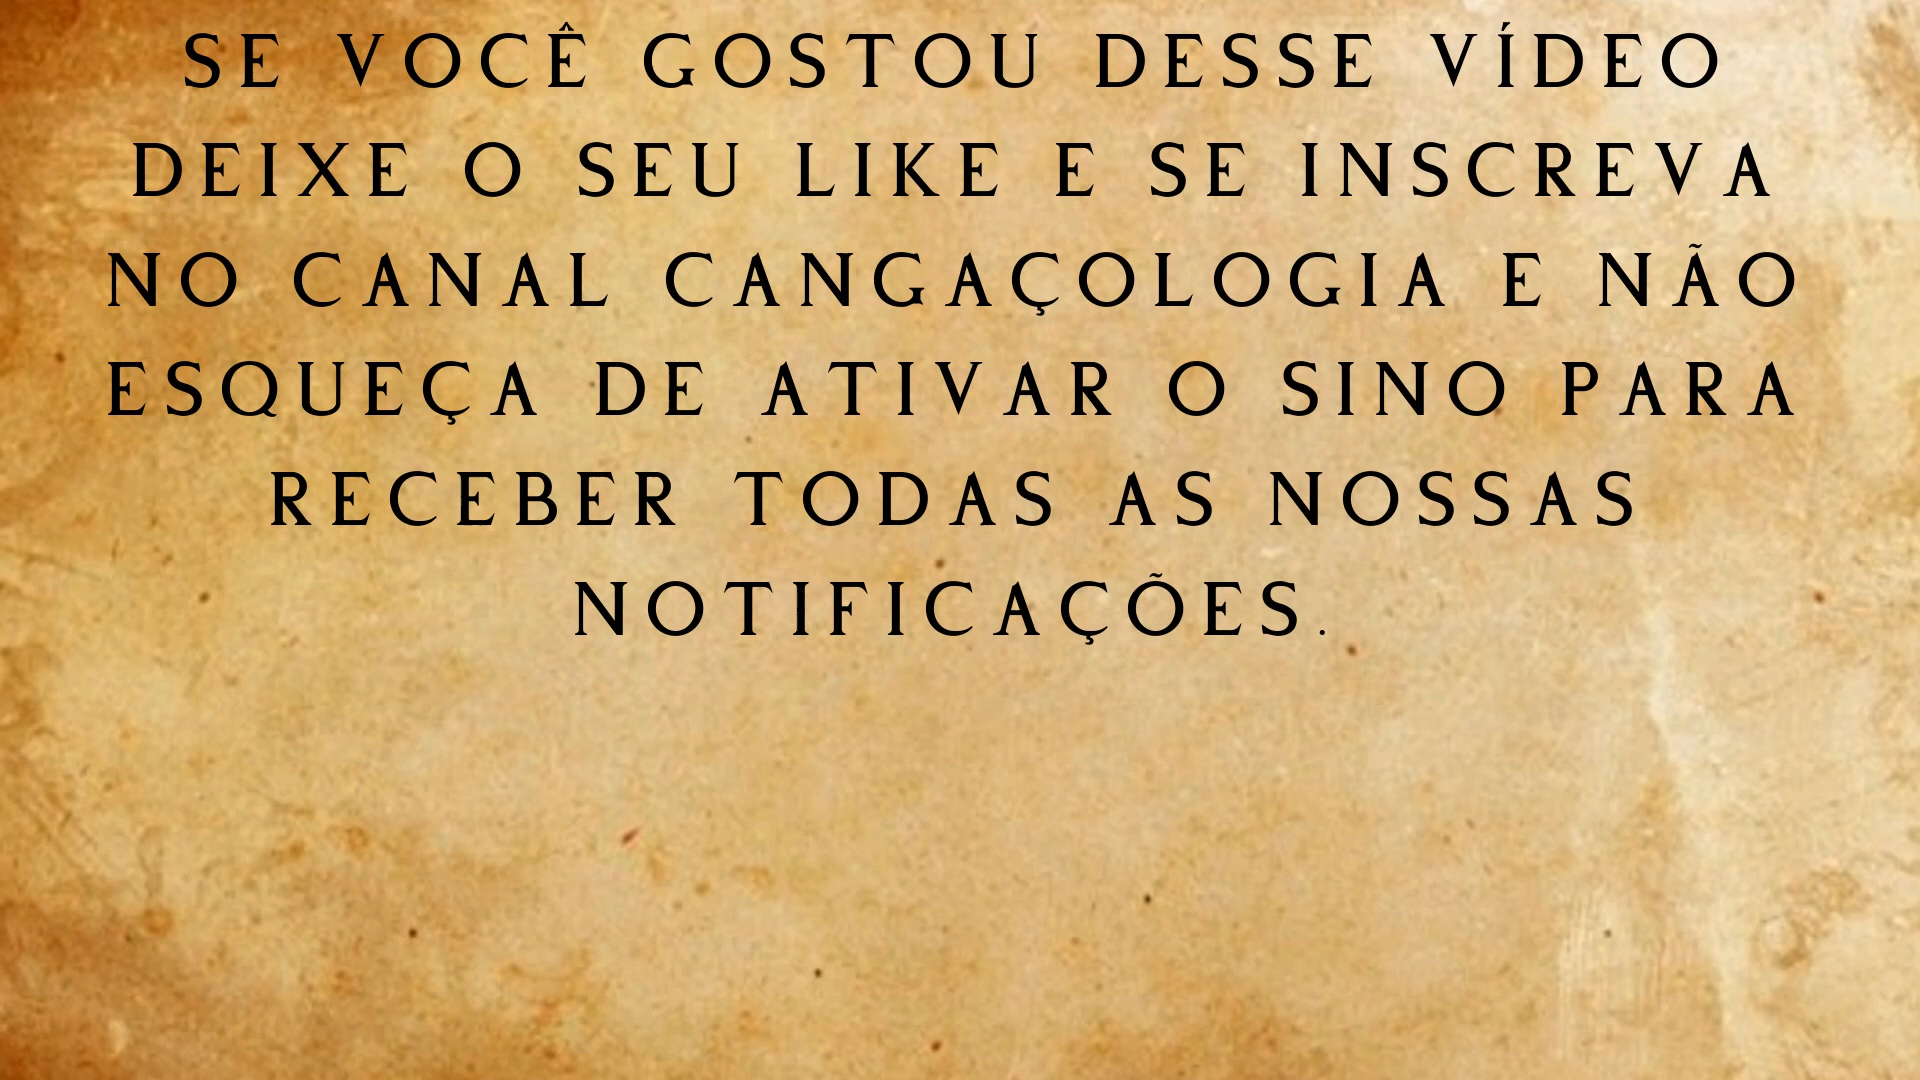 SE VOCÊ GOSTOU DESSE VÍDEO
DEIXE O SEU LIKE E SE INSCREVA
NO CANAL CANGAÇOLOGIA E NÃO
ESQUEÇA DE ATIVAR O SINO PARA
RECEBER TODAS AS NOSSAS
NOTIFICAÇÕES.